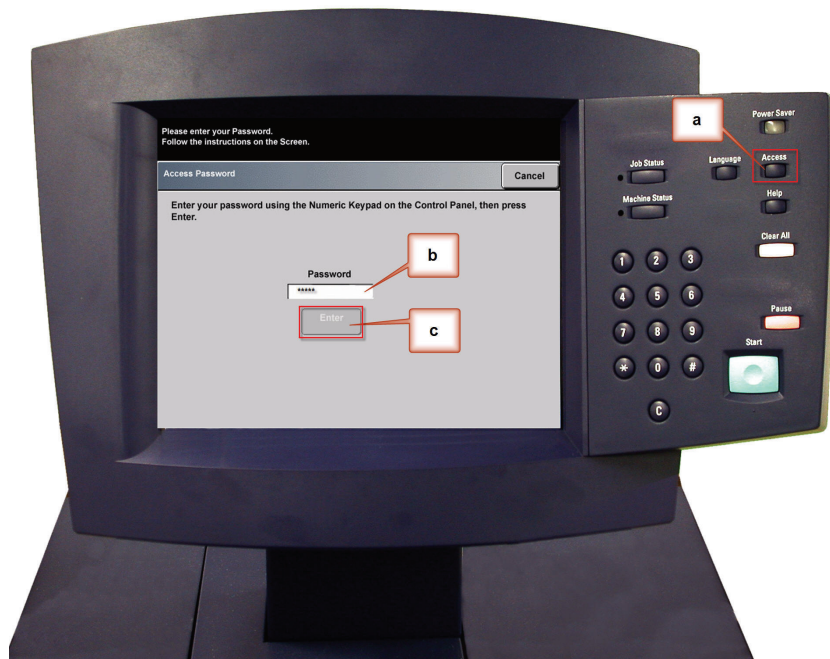 Please enter your Password.
Follow the instructions on the Screen.
Access Password
Cancel
Enter your password using the Numeric Keypad on the Control Panel, then press
Enter.
Password
*****
Enter
a
b
c
Power Saver
Job Status
Language
Access
Machine Status
Help
Clear All
1 2 3
4 5 6
Pause
7 8 9
Start
* 0 #
C